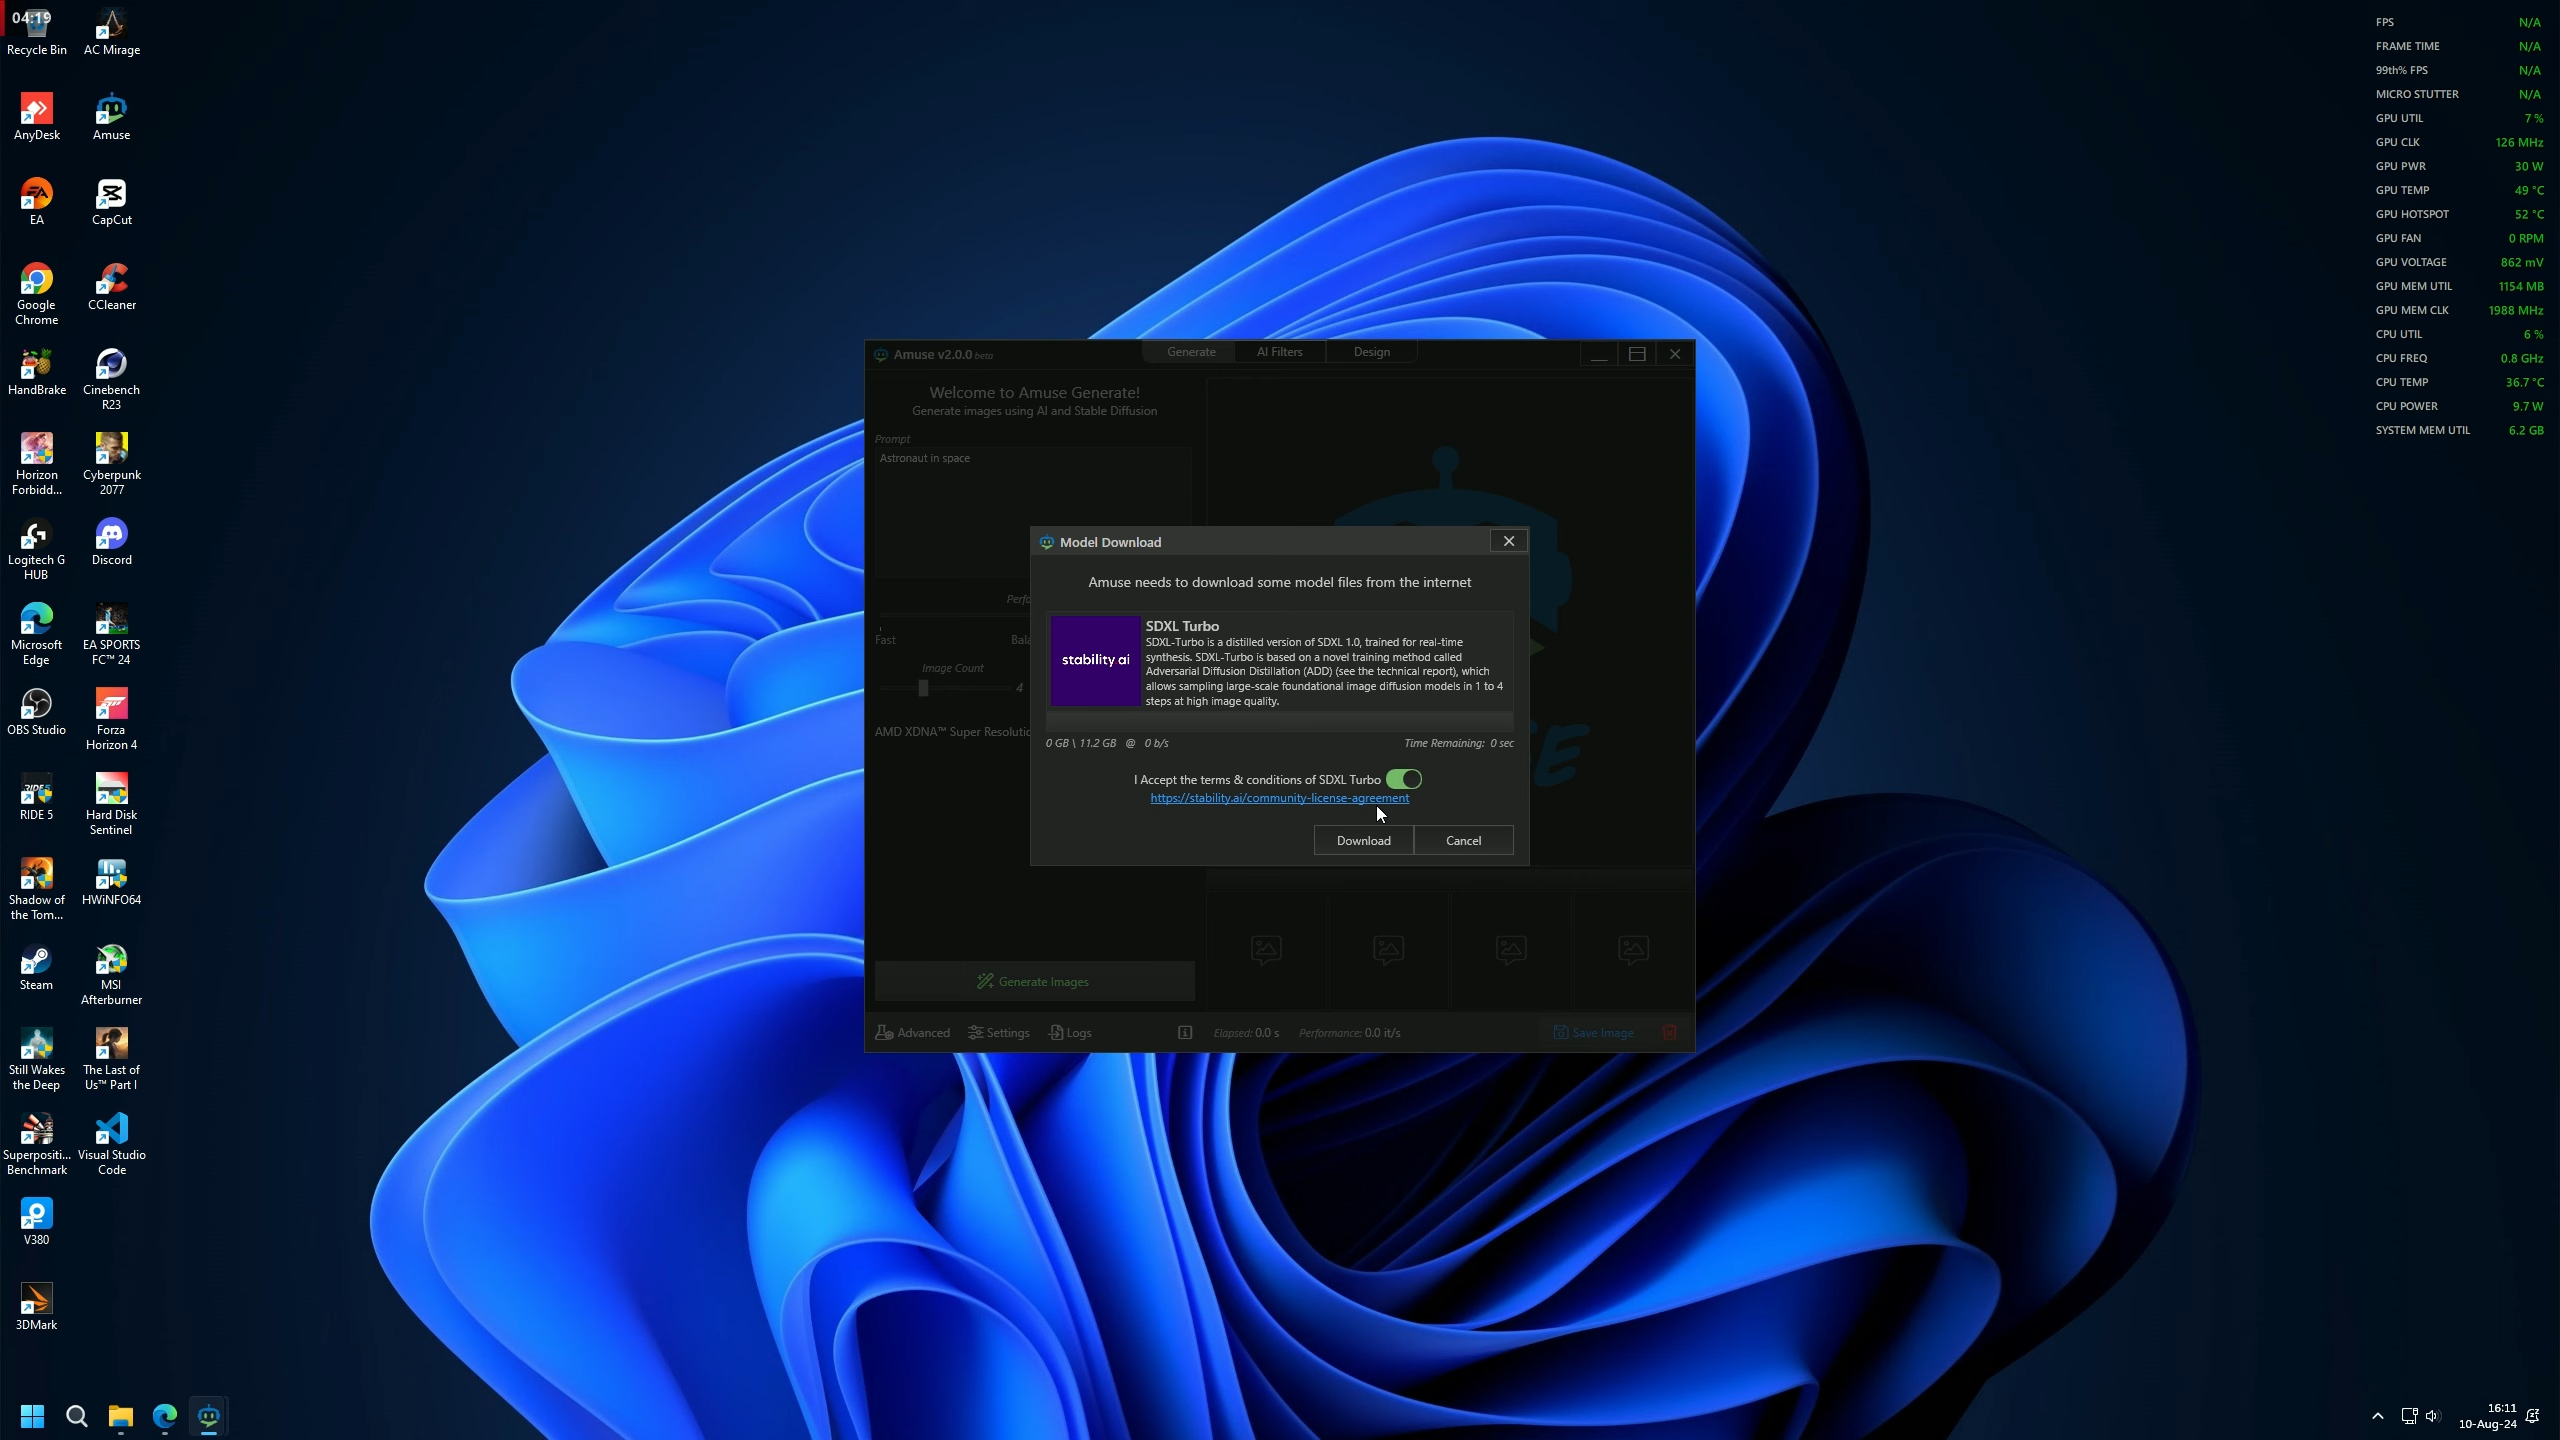 04:19
Recycle Bin
AC Mirage
AnyDesk
Amuse
EA
CapCut
Google
Chrome
CCleaner
HandBrake
Cinebench
R23
Horizon
Forbidd...
Cyberpunk
2077
Logitech G
HUB
Discord
Microsoft
Edge
EA SPORTS
FC™ 24
OBS Studio
Forza
Horizon 4
RIDE 5
Hard Disk
Sentinel
Shadow of
the Tom...
HWiNFO64
Steam
MSI
Afterburner
Still Wakes
the Deep
The Last of
Us™ Part I
Superpositi...
Benchmark
Visual Studio
Code
V380
3DMark
Amuse v2.0.0 beta
Generate
AI Filters
Design
Welcome to Amuse Generate!
Generate images using AI and Stable Diffusion
Prompt
Astronaut in space
Fast
Image Count
4
AMD XDNA™ Super Resolutio
Model Download
Amuse needs to download some model files from the internet
stability ai
SDXL Turbo
SDXL-Turbo is a distilled version of SDXL 1.0, trained for real-time
synthesis. SDXL-Turbo is based on a novel training method called
Adversarial Diffusion Distillation (ADD) (see the technical report), which
allows sampling large-scale foundational image diffusion models in 1 to 4
steps at high image quality.
0 GB \ 11.2 GB @ 0 b/s
Time Remaining: 0 sec
I Accept the terms & conditions of SDXL Turbo
https://stability.ai/community-license-agreement
Download
Cancel
Generate Images
Advanced
Settings
Logs
Elapsed: 0.0 s
Performance: 0.0 it/s
Save Image
FPS N/A
FRAME TIME N/A
99th% FPS N/A
MICRO STUTTER N/A
GPU UTIL 7 %
GPU CLK 126 MHz
GPU PWR 30 W
GPU TEMP 49 °C
GPU HOTSPOT 52 °C
GPU FAN 0 RPM
GPU VOLTAGE 862 mV
GPU MEM UTIL 1154 MB
GPU MEM CLK 1988 MHz
CPU UTIL 6 %
CPU FREQ 0.8 GHz
CPU TEMP 36.7 °C
CPU POWER 9.7 W
SYSTEM MEM UTIL 6.2 GB
16:11
10-Aug-24